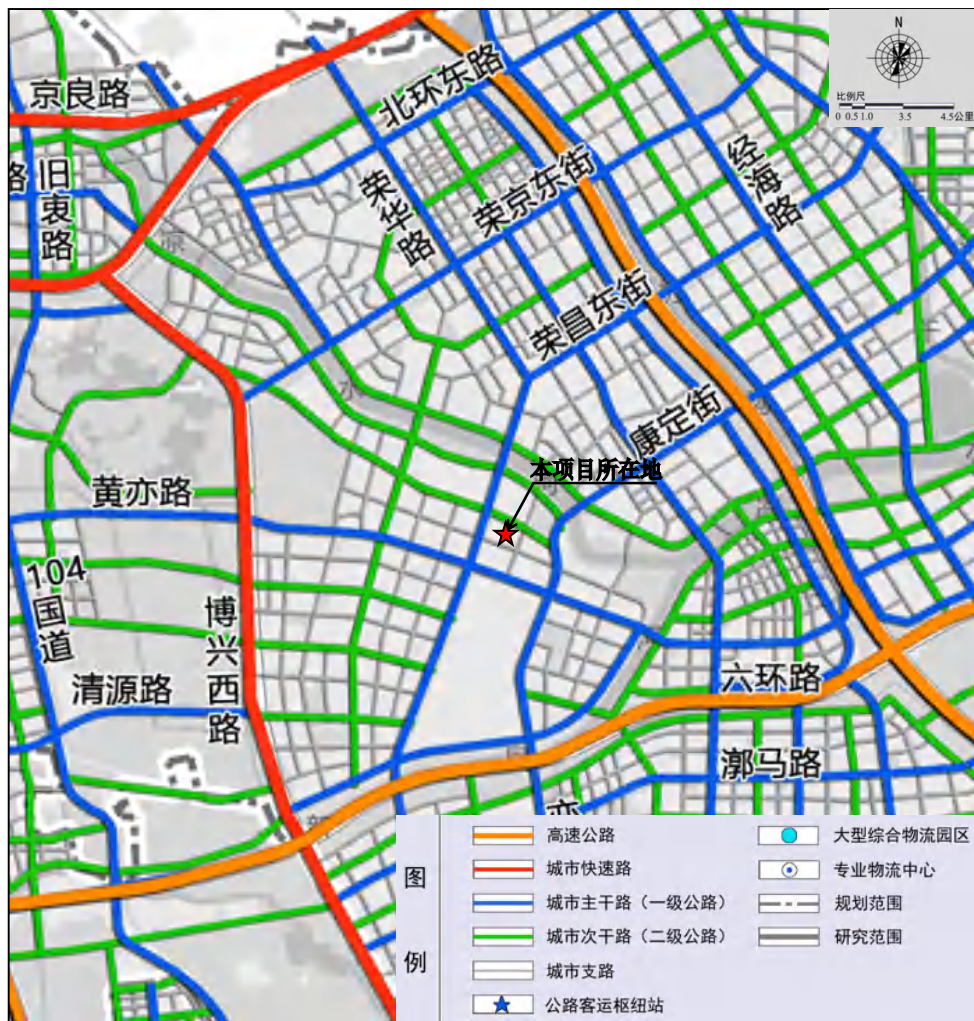 N
比例尺
0 0.5 1.0 3.5 4.5公里
京良路
北环东路
路
旧
衷
路
荣
华
路
荣京东街
经
海
路
凉
荣昌东街
水
康定街
本项目所在地
黄亦路
104
国
道
博
兴
西
路
清源路
六环路
漷马路
亦
图
例
高速公路
城市快速路
城市主干路（一级公路）
城市次干路（二级公路）
城市支路
公路客运枢纽站
大型综合物流园区
专业物流中心
规划范围
研究范围